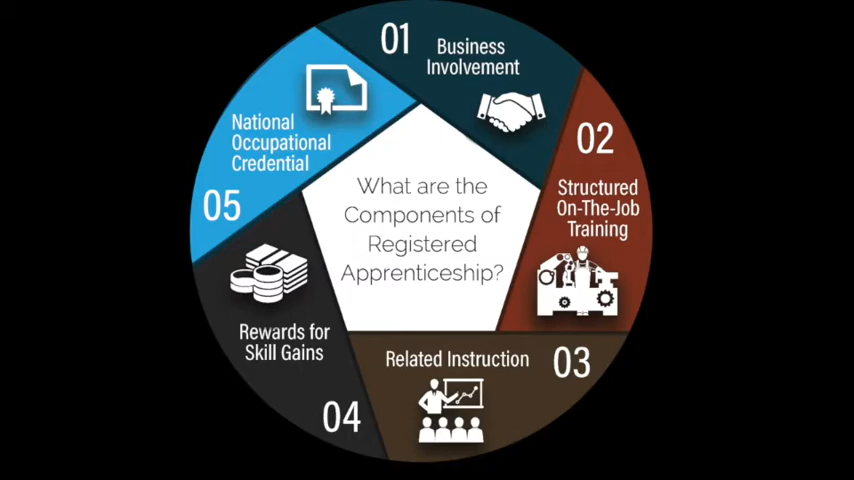 What are the
Components of
Registered
Apprenticeship?
01
Business
Involvement
02
Structured
On-The-Job
Training
Related Instruction
03
Rewards for
Skill Gains
04
National
Occupational
Credential
05